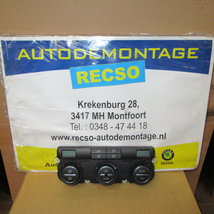 AUTODEMONTAGE
RECSO
Krekenburg 28,
3417 MH Montfoort
Tel. : 0348 - 47 44 18
www.recso-autodemontage.nl